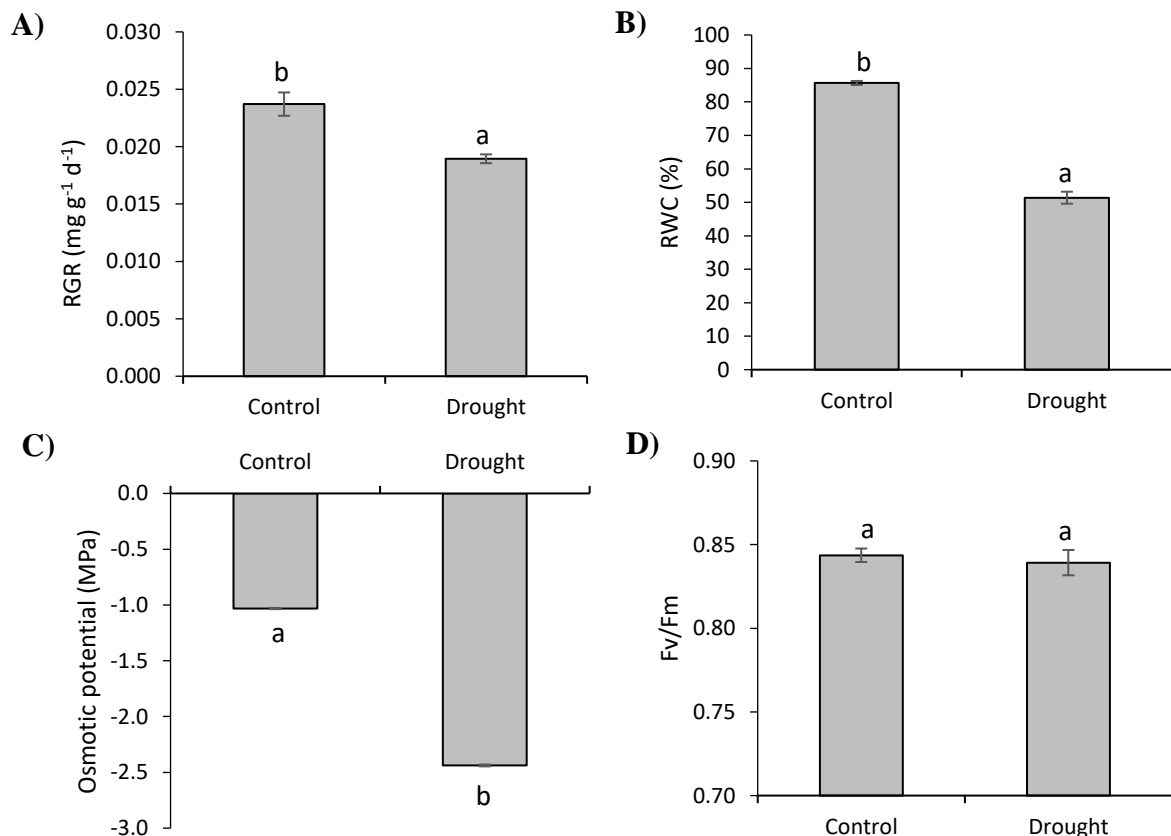 A)
RGR (mg g⁻¹ d⁻¹)
0.030
0.025
0.020
0.015
0.010
0.005
0.000
b
a
Control
Drought
B)
RWC (%)
100
90
80
70
60
50
40
30
20
10
0
b
a
Control
Drought
C)
Control
Drought
Osmotic potential (MPa)
0.0
-0.5
-1.0
-1.5
-2.0
-2.5
-3.0
a
b
D)
Fv/Fm
0.90
0.85
0.80
0.75
0.70
a
a
Control
Drought